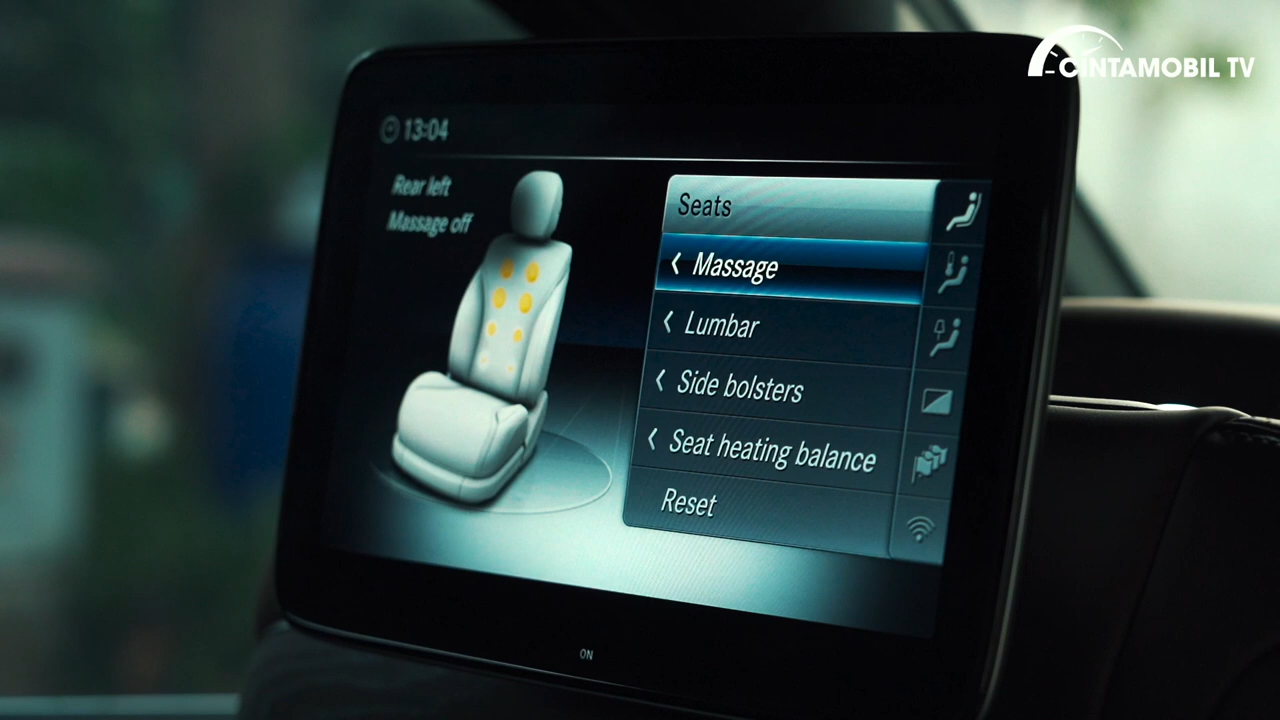 CINTAMOBIL TV
13:04
Rear left
Massage off
Seats
Massage
Lumbar
Side bolsters
Seat heating balance
Reset
ON